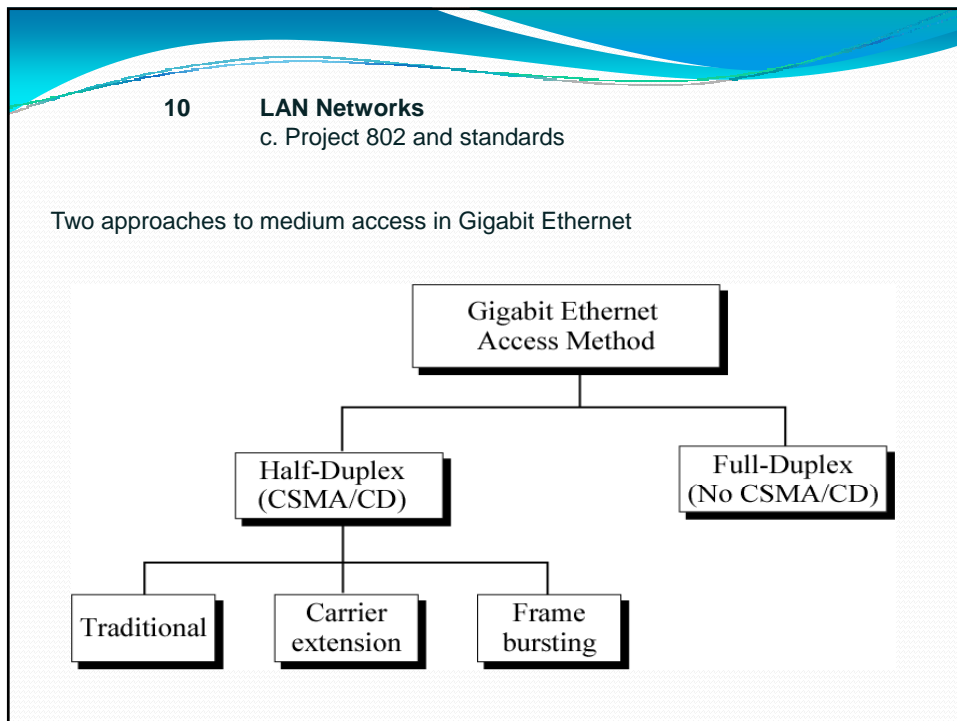 10 LAN Networks
c. Project 802 and standards
Two approaches to medium access in Gigabit Ethernet
Gigabit Ethernet
Access Method
Half-Duplex
(CSMA/CD)
Full-Duplex
(No CSMA/CD)
Traditional
Carrier
extension
Frame
bursting